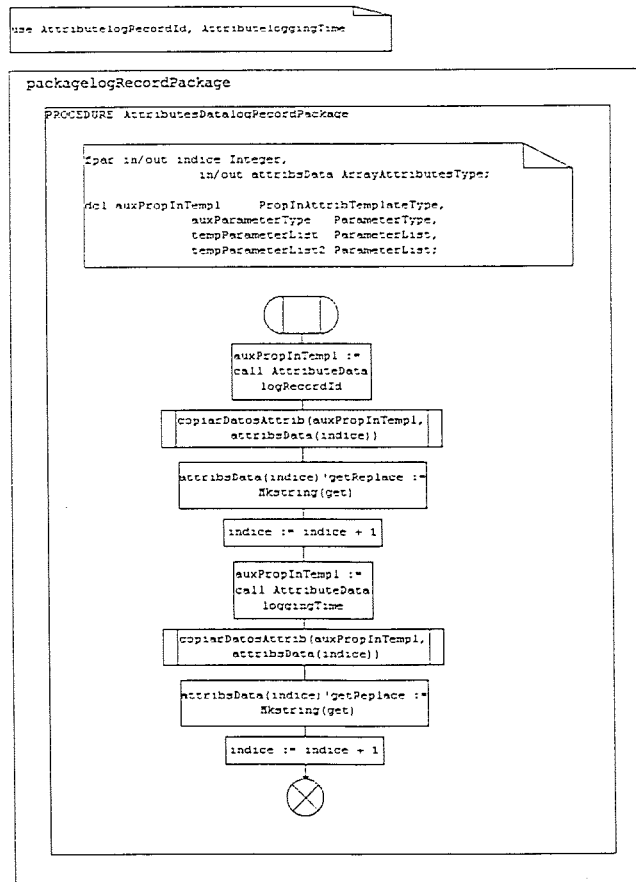 use AttributelogRecordId, AttributeloggingTime
packagelogRecordPackage
PROCEDURE AttributesDatalogRecordPackage
fpar in/out indice Integer,
in/out attribsData ArrayAttributesType;
dcl auxPropInTempl PropInAttribTemplateType,
auxParameterType ParameterType,
tempParameterList ParameterList,
tempParameterList2 ParameterList;
auxPropInTempl :=
call AttributeData
logRecordId
copiarDatosAttrib(auxPropInTempl,
attribsData(indice))
attribsData(indice)'getReplace :=
Mkstring(get)
indice := indice + 1
auxPropInTempl :=
call AttributeData
loggingTime
copiarDatosAttrib(auxPropInTempl,
attribsData(indice))
attribsData(indice)'getReplace :=
Mkstring(get)
indice := indice + 1